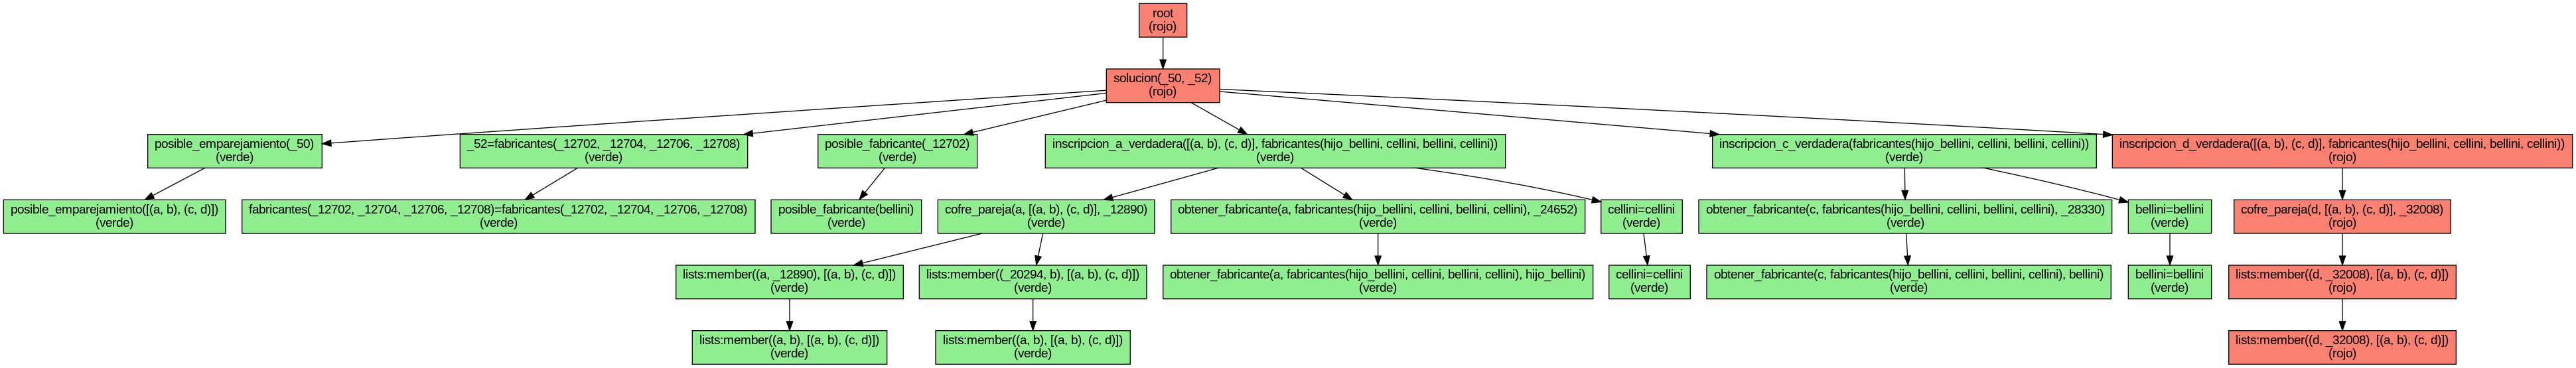 root
(rojo)
solucion(_50, _52)
(rojo)
posible_emparejamiento(_50)
(verde)
_52=fabricantes(_12702, _12704, _12706, _12708)
(verde)
posible_fabricante(_12702)
(verde)
inscripcion_a_verdadera([(a, b), (c, d)], fabricantes(hijo_bellini, cellini, bellini, cellini))
(verde)
inscripcion_c_verdadera(fabricantes(hijo_bellini, cellini, bellini, cellini))
(verde)
inscripcion_d_verdadera([(a, b), (c, d)], fabricantes(hijo_bellini, cellini, bellini, cellini))
(rojo)
posible_emparejamiento([(a, b), (c, d)])
(verde)
fabricantes(_12702, _12704, _12706, _12708)=fabricantes(_12702, _12704, _12706, _12708)
(verde)
posible_fabricante(bellini)
(verde)
cofre_pareja(a, [(a, b), (c, d)], _12890)
(verde)
obtener_fabricante(a, fabricantes(hijo_bellini, cellini, bellini, cellini), _24652)
(verde)
cellini=cellini
(verde)
obtener_fabricante(c, fabricantes(hijo_bellini, cellini, bellini, cellini), _28330)
(verde)
bellini=bellini
(verde)
cofre_pareja(d, [(a, b), (c, d)], _32008)
(rojo)
lists:member((a, _12890), [(a, b), (c, d)])
(verde)
lists:member((_20294, b), [(a, b), (c, d)])
(verde)
obtener_fabricante(a, fabricantes(hijo_bellini, cellini, bellini, cellini), hijo_bellini)
(verde)
cellini=cellini
(verde)
obtener_fabricante(c, fabricantes(hijo_bellini, cellini, bellini, cellini), bellini)
(verde)
bellini=bellini
(verde)
lists:member((d, _32008), [(a, b), (c, d)])
(rojo)
lists:member((a, b), [(a, b), (c, d)])
(verde)
lists:member((a, b), [(a, b), (c, d)])
(verde)
lists:member((d, _32008), [(a, b), (c, d)])
(rojo)